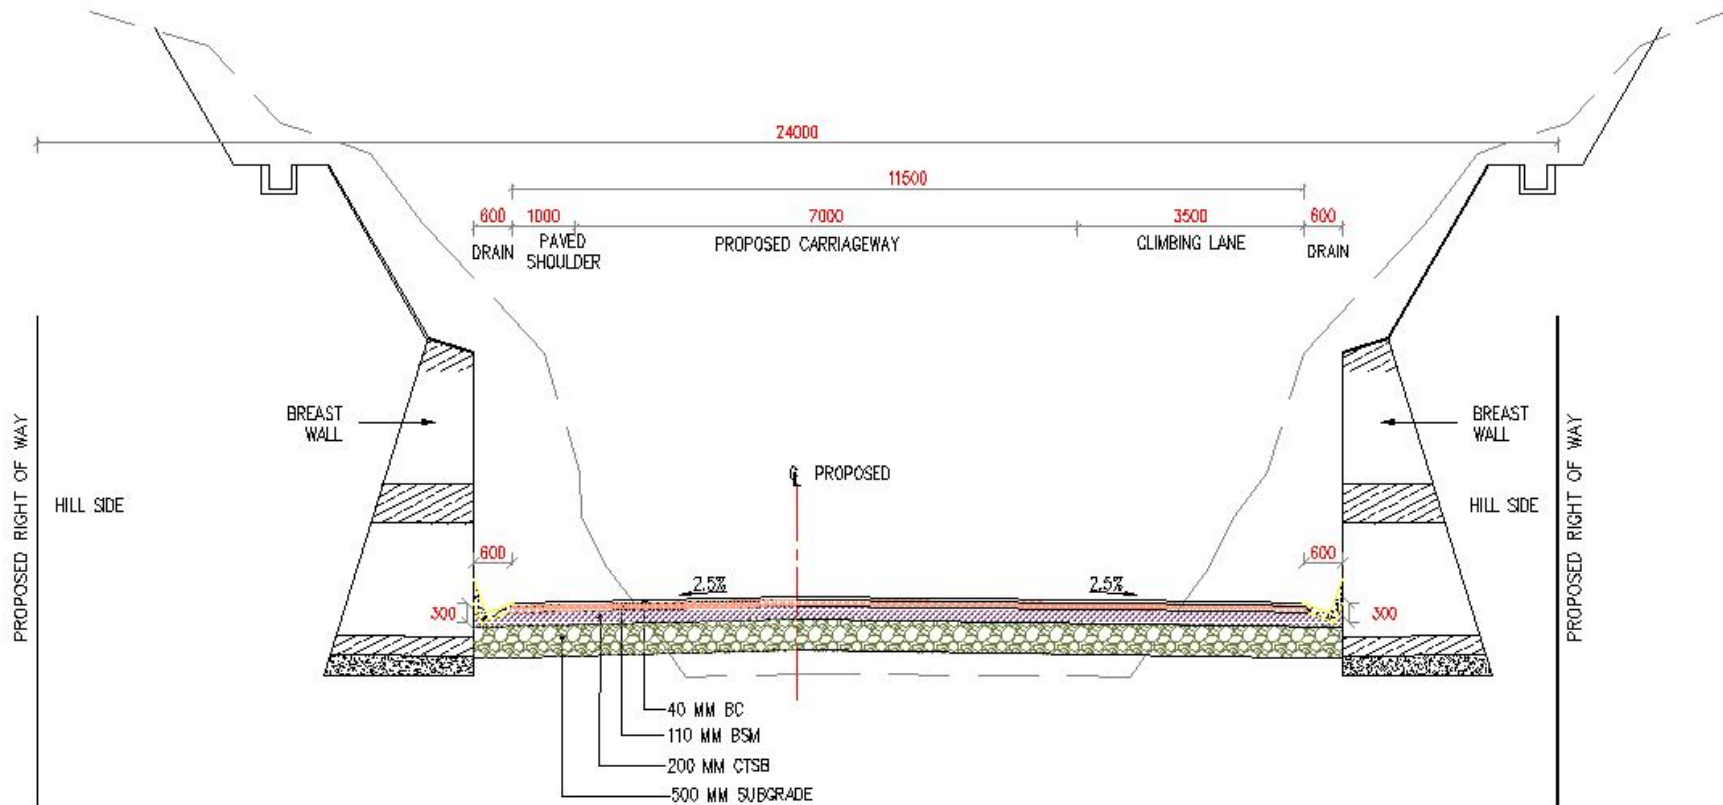 24000
11500
600
1000
7000
3500
600
DRAIN
PAVED
SHOULDER
PROPOSED CARRIAGEWAY
CLIMBING LANE
DRAIN
BREAST
WALL
BREAST
WALL
℄ PROPOSED
PROPOSED RIGHT OF WAY
HILL SIDE
HILL SIDE
PROPOSED RIGHT OF WAY
600
600
2.5%
2.5%
300
300
40 MM BC
110 MM BSM
200 MM CTSB
500 MM SUBGRADE